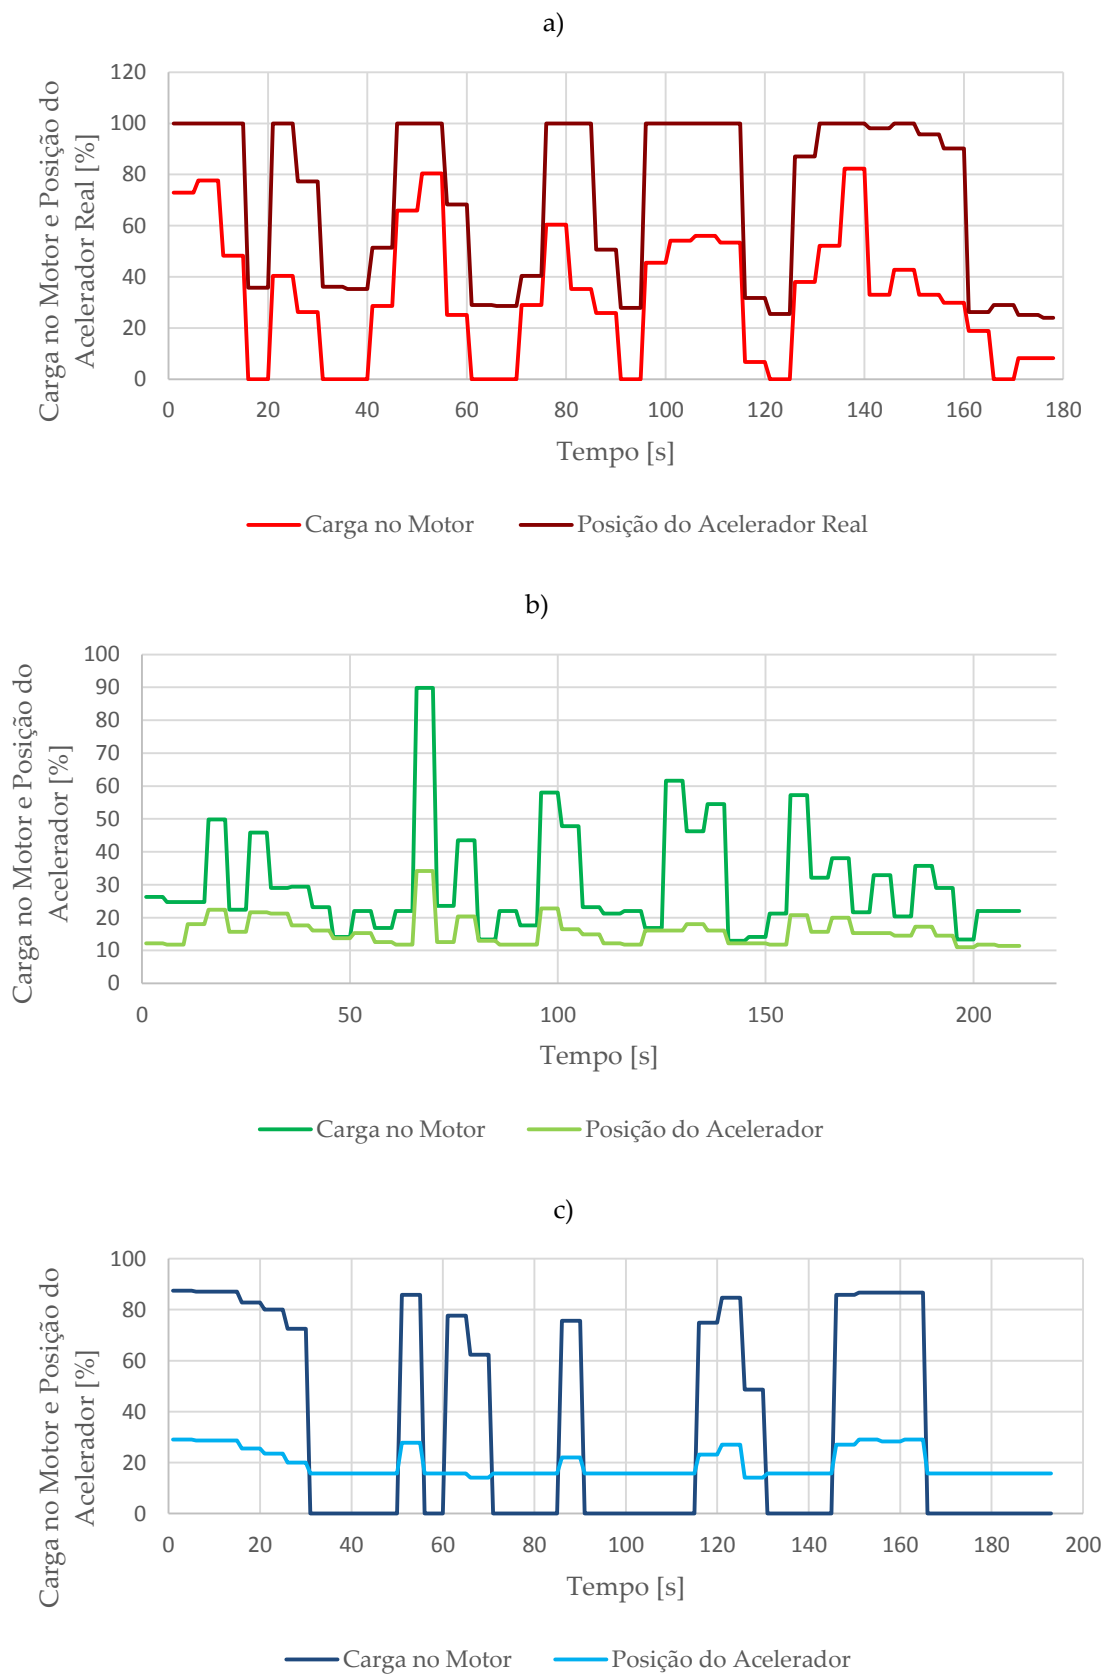 a)
Carga no Motor e Posição do
Acelerador Real [%]
120
100
80
60
40
20
0
0 20 40 60 80 100 120 140 160 180
Tempo [s]
Carga no Motor Posição do Acelerador Real
b)
Carga no Motor e Posição do
Acelerador [%]
100
90
80
70
60
50
40
30
20
10
0
0 50 100 150 200
Tempo [s]
Carga no Motor Posição do Acelerador
c)
Carga no Motor e Posição do
Acelerador [%]
100
80
60
40
20
0
0 20 40 60 80 100 120 140 160 180 200
Tempo [s]
Carga no Motor Posição do Acelerador